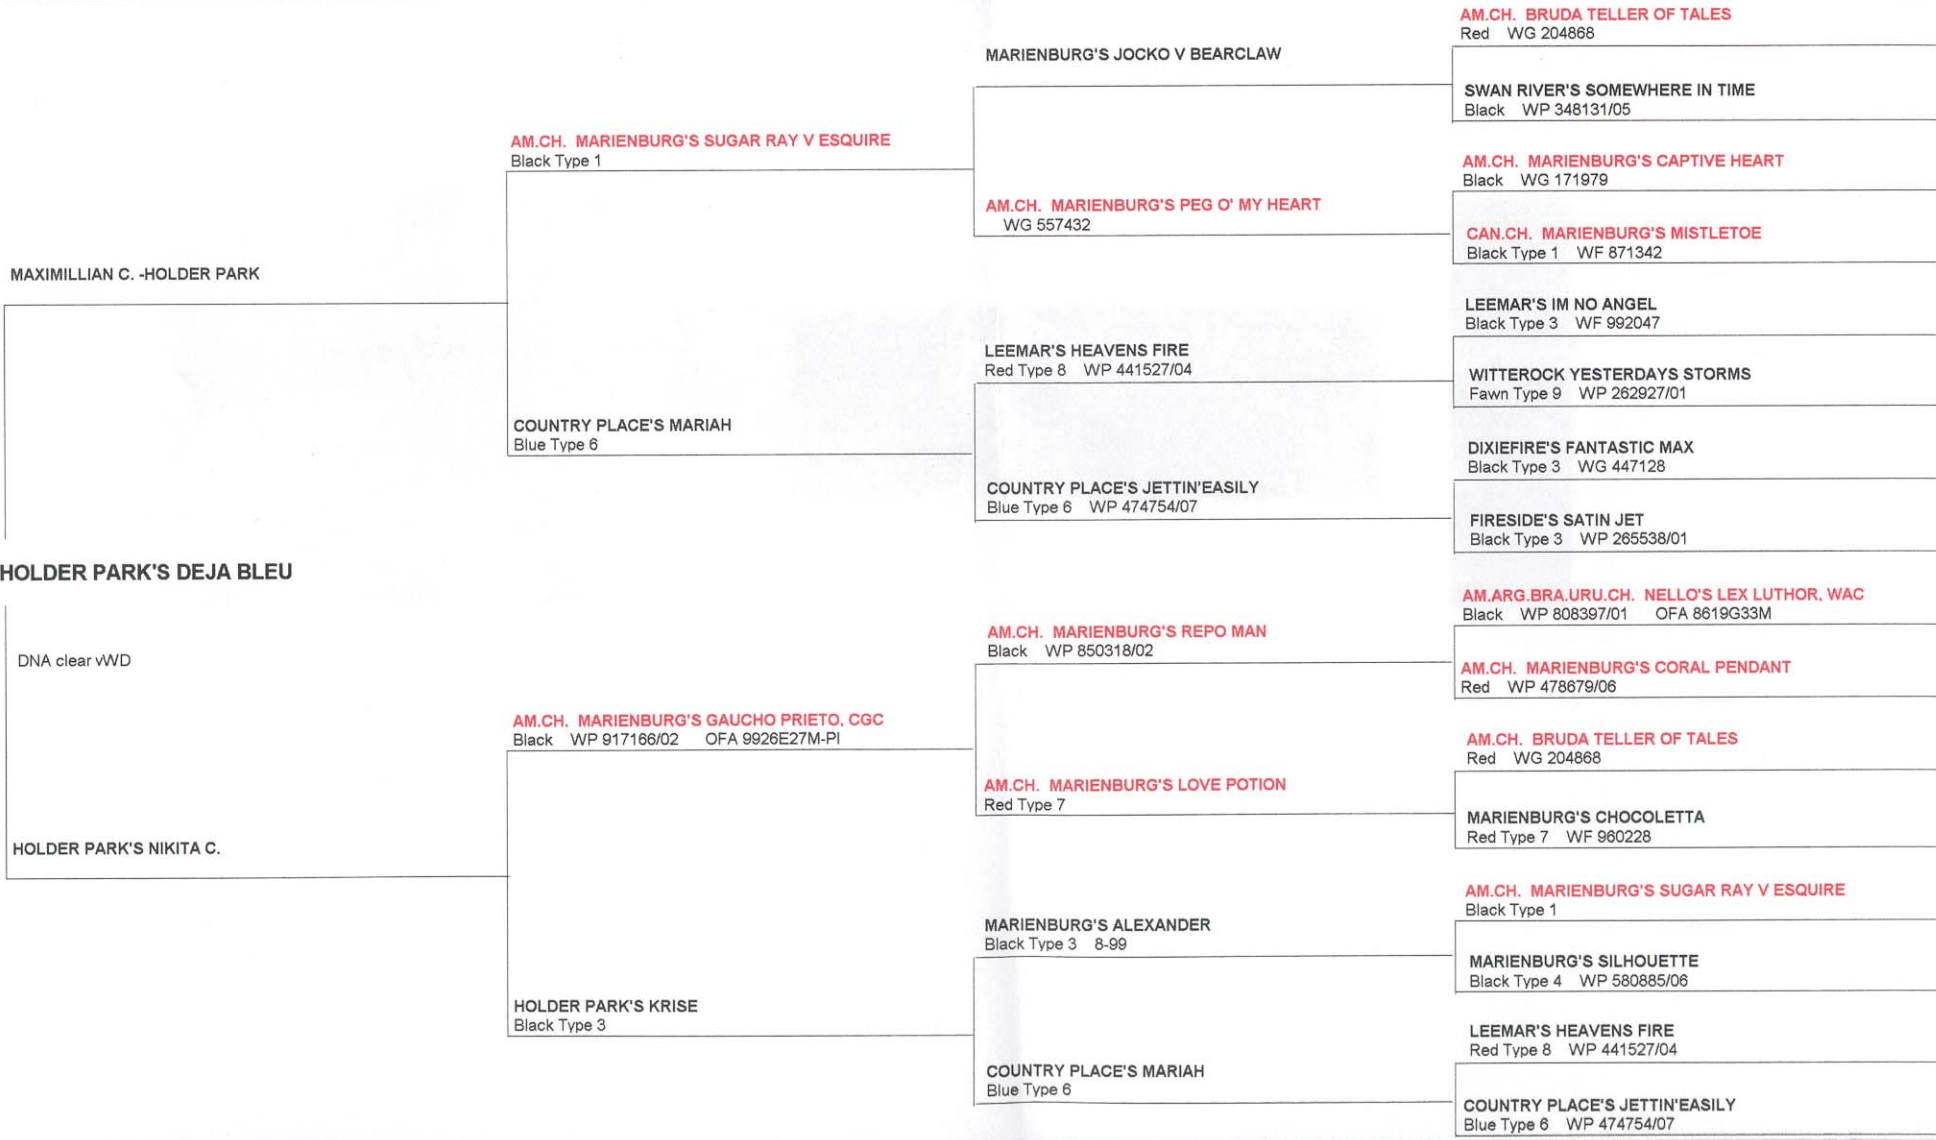 MAXIMILLIAN C. -HOLDER PARK
HOLDER PARK'S DEJA BLEU
DNA clear vWD
HOLDER PARK'S NIKITA C.
AM.CH. MARIENBURG'S SUGAR RAY V ESQUIRE
Black Type 1
COUNTRY PLACE'S MARIAH
Blue Type 6
AM.CH. MARIENBURG'S GAUCHO PRIETO, CGC
Black WP 917166/02 OFA 9926E27M-PI
HOLDER PARK'S KRISE
Black Type 3
MARIENBURG'S JOCKO V BEARCLAW
AM.CH. MARIENBURG'S PEG O' MY HEART
WG 557432
LEEMAR'S HEAVENS FIRE
Red Type 8 WP 441527/04
COUNTRY PLACE'S JETTIN'EASILY
Blue Type 6 WP 474754/07
AM.CH. MARIENBURG'S REPO MAN
Black WP 850318/02
AM.CH. MARIENBURG'S LOVE POTION
Red Type 7
MARIENBURG'S ALEXANDER
Black Type 3 8-99
COUNTRY PLACE'S MARIAH
Blue Type 6
AM.CH. BRUDA TELLER OF TALES
Red WG 204868
SWAN RIVER'S SOMEWHERE IN TIME
Black WP 348131/05
AM.CH. MARIENBURG'S CAPTIVE HEART
Black WG 171979
CAN.CH. MARIENBURG'S MISTLETOE
Black Type 1 WF 871342
LEEMAR'S IM NO ANGEL
Black Type 3 WF 992047
WITTEROCK YESTERDAYS STORMS
Fawn Type 9 WP 262927/01
DIXIEFIRE'S FANTASTIC MAX
Black Type 3 WG 447128
FIRESIDE'S SATIN JET
Black Type 3 WP 265538/01
AM.ARG.BRA.URU.CH. NELLO'S LEX LUTHOR, WAC
Black WP 808397/01 OFA 8619G33M
AM.CH. MARIENBURG'S CORAL PENDANT
Red WP 478679/06
AM.CH. BRUDA TELLER OF TALES
Red WG 204868
MARIENBURG'S CHOCOLETTA
Red Type 7 WF 960228
AM.CH. MARIENBURG'S SUGAR RAY V ESQUIRE
Black Type 1
MARIENBURG'S SILHOUETTE
Black Type 4 WP 580885/06
LEEMAR'S HEAVENS FIRE
Red Type 8 WP 441527/04
COUNTRY PLACE'S JETTIN'EASILY
Blue Type 6 WP 474754/07